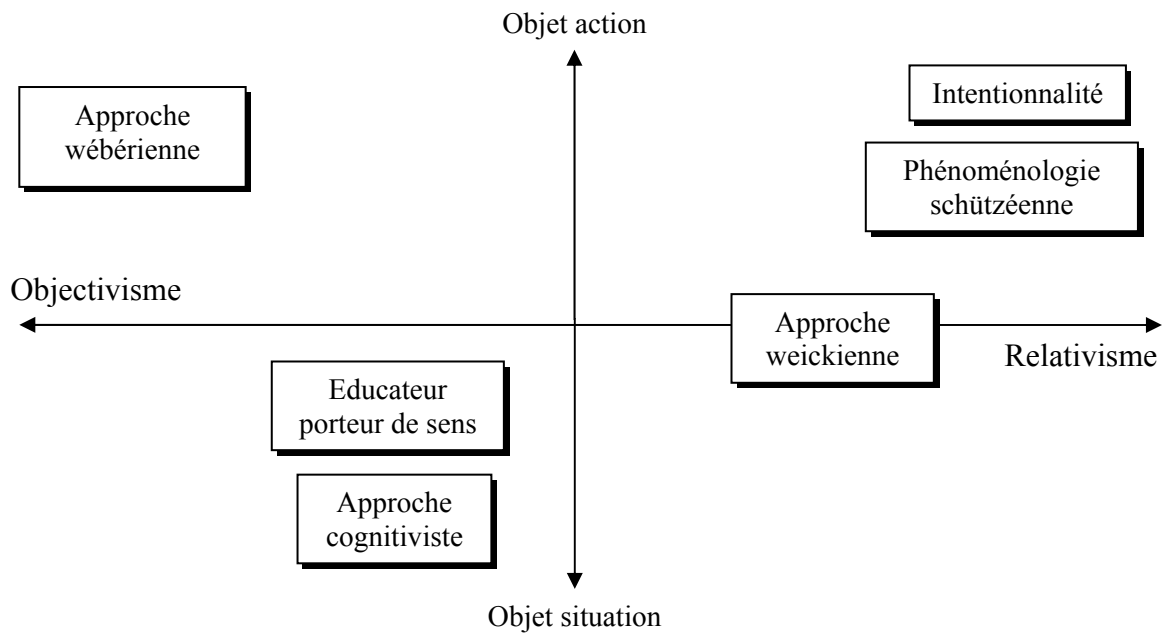 Objet action
Intentionnalité
Approche
wébérienne
Phénoménologie
schützéenne
Objectivisme
Approche
weickienne
Relativisme
Educateur
porteur de sens
Approche
cognitiviste
Objet situation